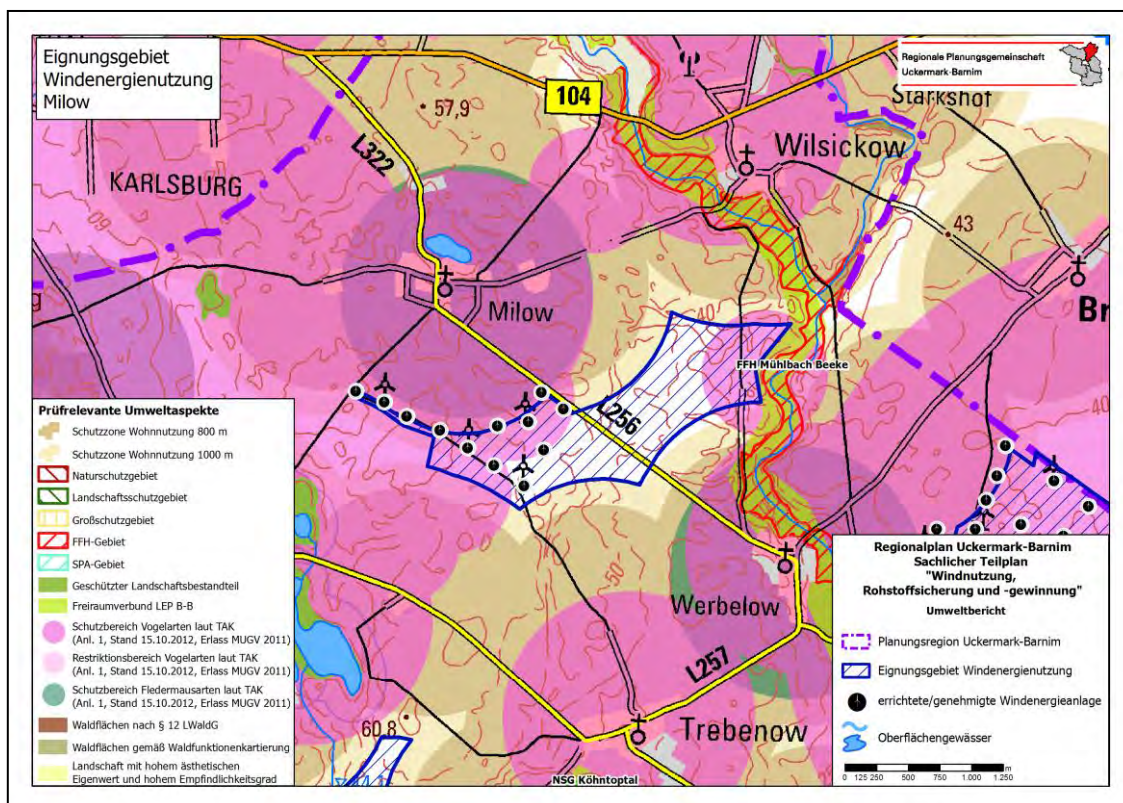 Eignungsgebiet
Windenergienutzung
Milow
Regionale Planungsgemeinschaft
Uckermark-Barnim
104
57,9
L322
KARLSBURG
Starkshof
Wilsickow
43
60
Milow
40
Br
FFH Mühlbach Beeke
L256
40
50
Werbelow
L257
60,8
Trebenow
NSG Köhntoptal
Prüfrelevante Umweltaspekte
Schutzzone Wohnnutzung 800 m
Schutzzone Wohnnutzung 1000 m
Naturschutzgebiet
Landschaftsschutzgebiet
Großschutzgebiet
FFH-Gebiet
SPA-Gebiet
Geschützter Landschaftsbestandteil
Freiraumverbund LEP B-B
Schutzbereich Vogelarten laut TAK
(Anl. 1, Stand 15.10.2012, Erlass MUGV 2011)
Restriktionsbereich Vogelarten laut TAK
(Anl. 1, Stand 15.10.2012, Erlass MUGV 2011)
Schutzbereich Fledermausarten laut TAK
(Anl. 1, Stand 15.10.2012, Erlass MUGV 2011)
Waldflächen nach § 12 LWaldG
Waldflächen gemäß Waldfunktionenkartierung
Landschaft mit hohem ästhetischen
Eigenwert und hohem Empfindlichkeitsgrad
Regionalplan Uckermark-Barnim
Sachlicher Teilplan
"Windnutzung,
Rohstoffsicherung und -gewinnung"
Umweltbericht
Planungsregion Uckermark-Barnim
Eignungsgebiet Windenergienutzung
errichtete/genehmigte Windenergieanlage
Oberflächengewässer
0 125 250 500 750 1.000 1.250
m